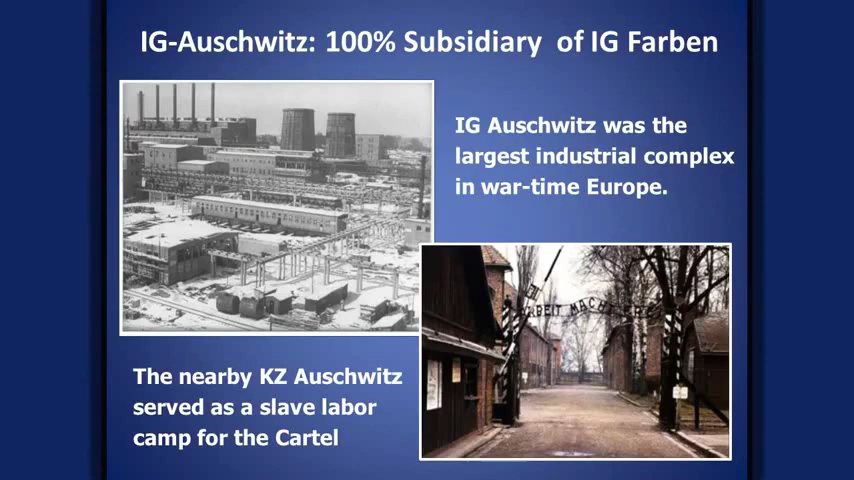 IG-Auschwitz: 100% Subsidiary of IG Farben
IG Auschwitz was the
largest industrial complex
in war-time Europe.
ARBEIT MACHT FREI
The nearby KZ Auschwitz
served as a slave labor
camp for the Cartel